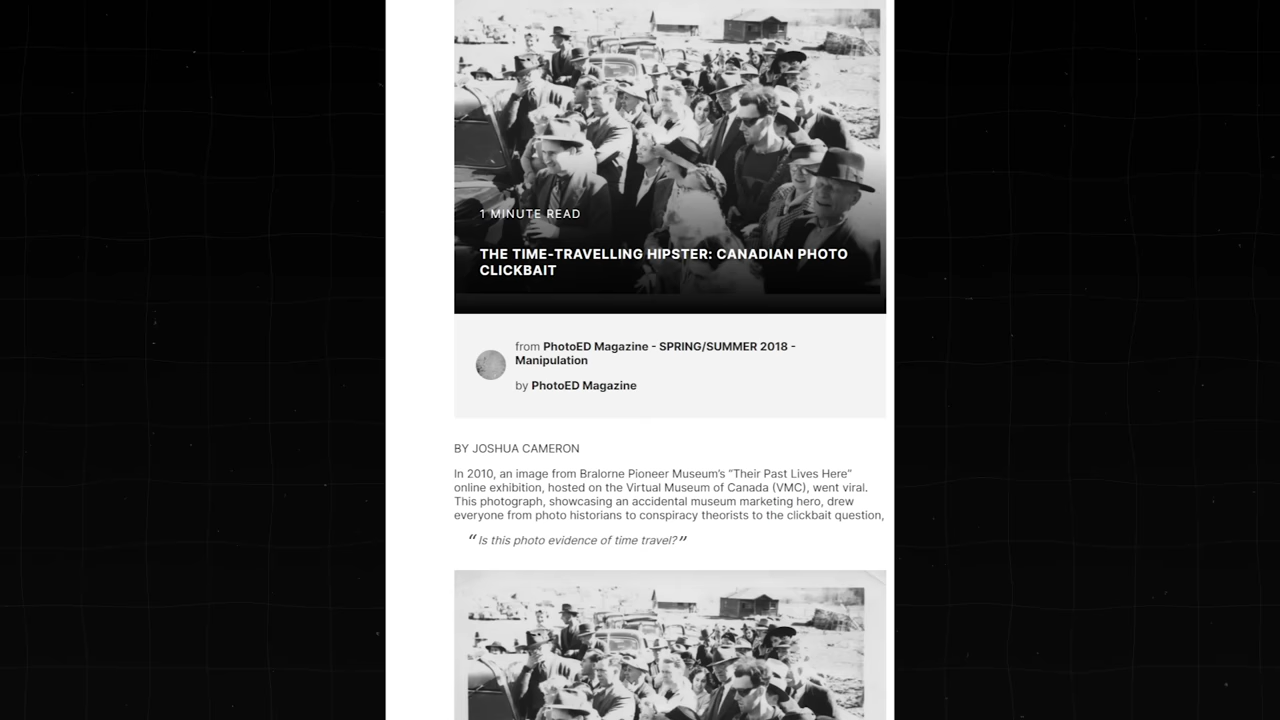 1 MINUTE READ
THE TIME-TRAVELLING HIPSTER: CANADIAN PHOTO
CLICKBAIT
from PhotoED Magazine - SPRING/SUMMER 2018 -
Manipulation
by PhotoED Magazine
BY JOSHUA CAMERON
In 2010, an image from Bralorne Pioneer Museum’s “Their Past Lives Here”
online exhibition, hosted on the Virtual Museum of Canada (VMC), went viral.
This photograph, showcasing an accidental museum marketing hero, drew
everyone from photo historians to conspiracy theorists to the clickbait question,
“Is this photo evidence of time travel?”